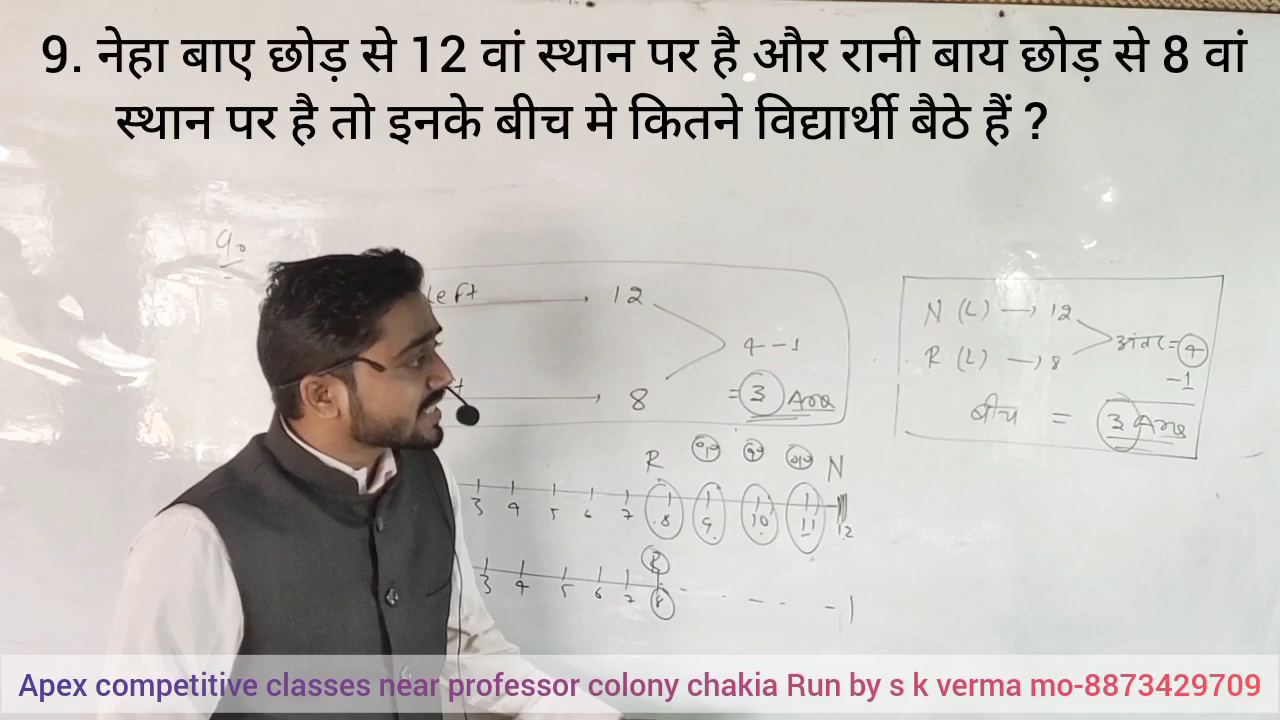 9. नेहा बाए छोड़ से 12 वां स्थान पर है और रानी बाय छोड़ से 8 वां
स्थान पर है तो इनके बीच मे कितने विद्यार्थी बैठे हैं ?
Left → 12
4 - 1
8
= 3 Ans
N (L) → 12
R (L) → 8
अंतर = 4
-1
बीच = 3 Ans
R N
3 4 5 6 7 8 9 10 11 12
R
3 4 5 6 7 8
Apex competitive classes near professor colony chakia Run by s k verma mo-8873429709